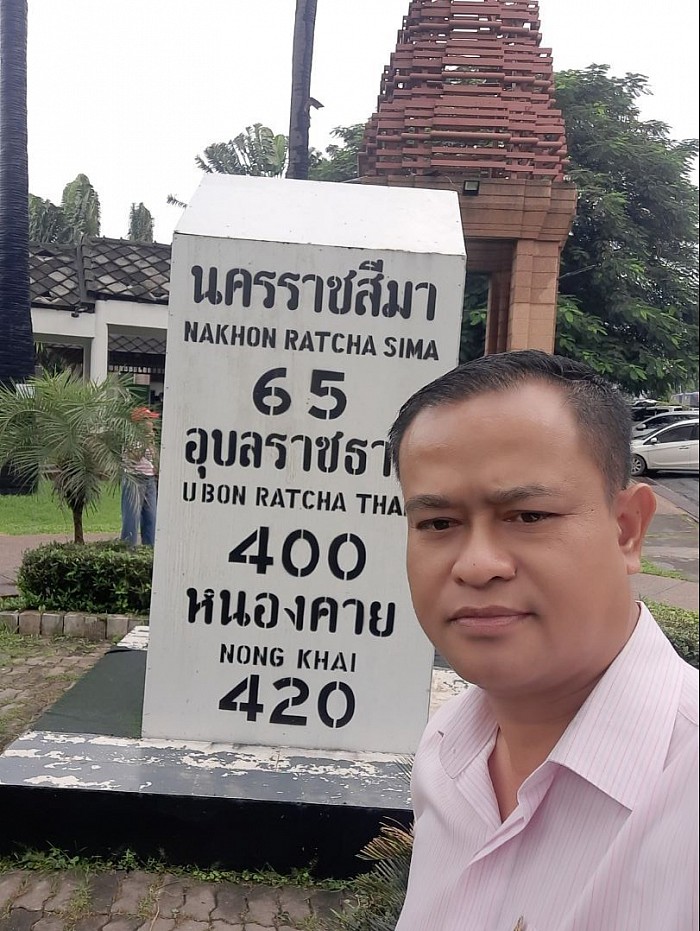 นครราชสีมา
NAKHON RATCHA SIMA
65
อุบลราชธา
UBON RATCHA THA
400
หนองคาย
NONG KHAI
420